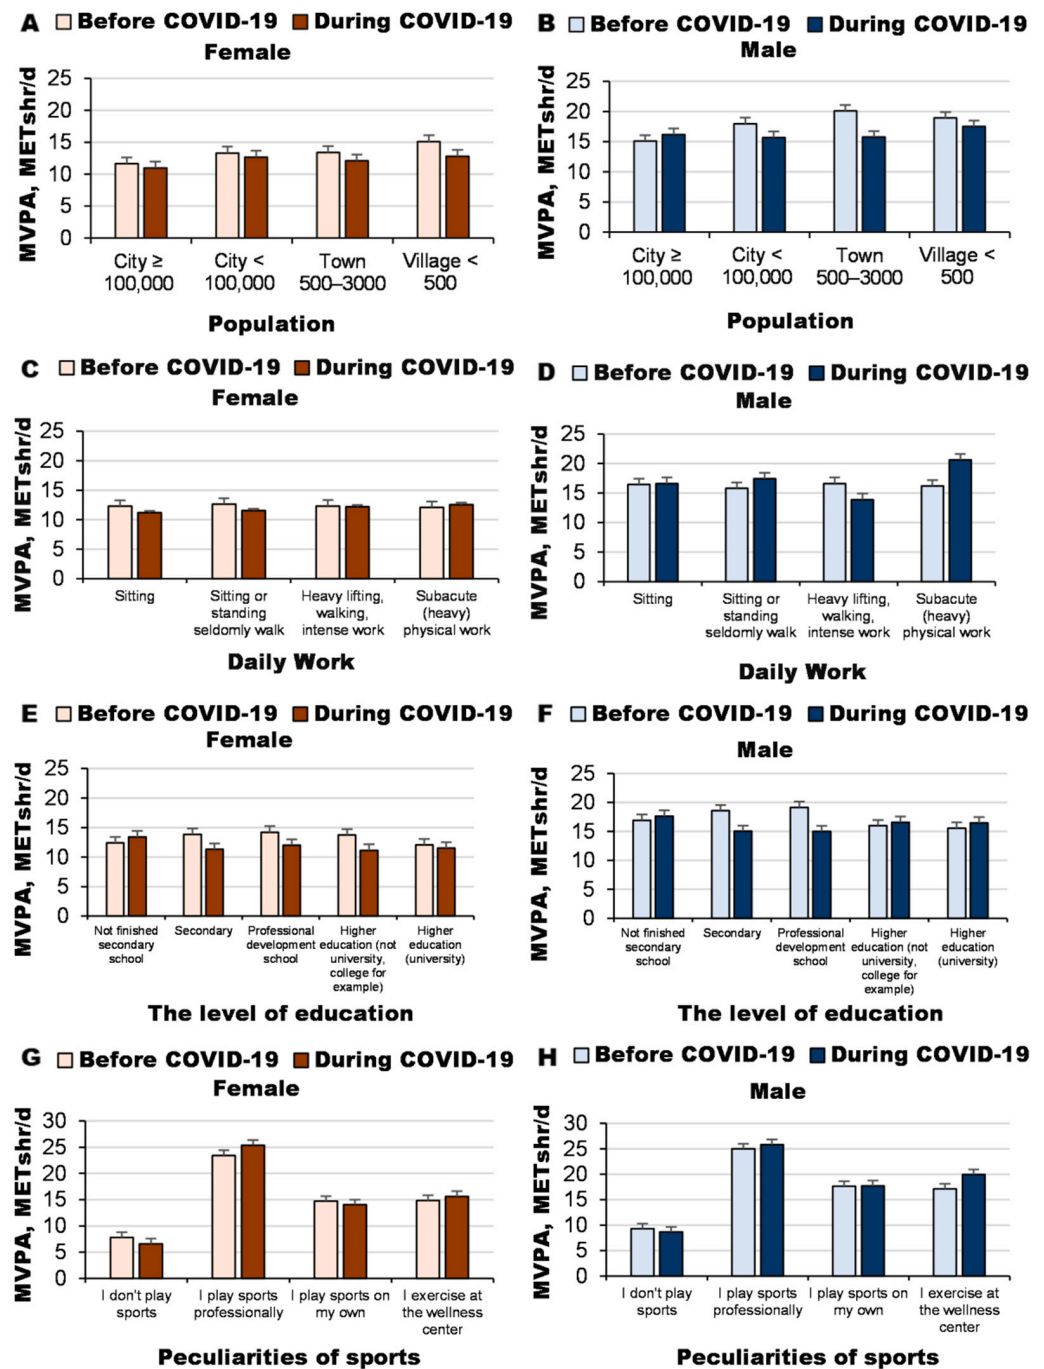 A Before COVID-19 During COVID-19
Female
MVPA, METshr/d
25
20
15
10
5
0
City ≥ 100,000
City < 100,000
Town 500–3000
Village < 500
Population
B Before COVID-19 During COVID-19
Male
MVPA, METshr/d
25
20
15
10
5
0
City ≥ 100,000
City < 100,000
Town 500–3000
Village < 500
Population
C Before COVID-19 During COVID-19
Female
MVPA, METshr/d
25
20
15
10
5
0
Sitting
Sitting or standing seldomly walk
Heavy lifting, walking, intense work
Subacute (heavy) physical work
Daily Work
D Before COVID-19 During COVID-19
Male
MVPA, METshr/d
25
20
15
10
5
0
Sitting
Sitting or standing seldomly walk
Heavy lifting, walking, intense work
Subacute (heavy) physical work
Daily Work
E Before COVID-19 During COVID-19
Female
MVPA, METshr/d
25
20
15
10
5
0
Not finished secondary school
Secondary
Professional development school
Higher education (not university, college for example)
Higher education (university)
The level of education
F Before COVID-19 During COVID-19
Male
MVPA, METshr/d
25
20
15
10
5
0
Not finished secondary school
Secondary
Professional development school
Higher education (not university, college for example)
Higher education (university)
The level of education
G Before COVID-19 During COVID-19
Female
MVPA, METshr/d
30
25
20
15
10
5
0
I don't play sports
I play sports professionally
I play sports on my own
I exercise at the wellness center
Peculiarities of sports
H Before COVID-19 During COVID-19
Male
MVPA, METshr/d
30
25
20
15
10
5
0
I don't play sports
I play sports professionally
I play sports on my own
I exercise at the wellness center
Peculiarities of sports